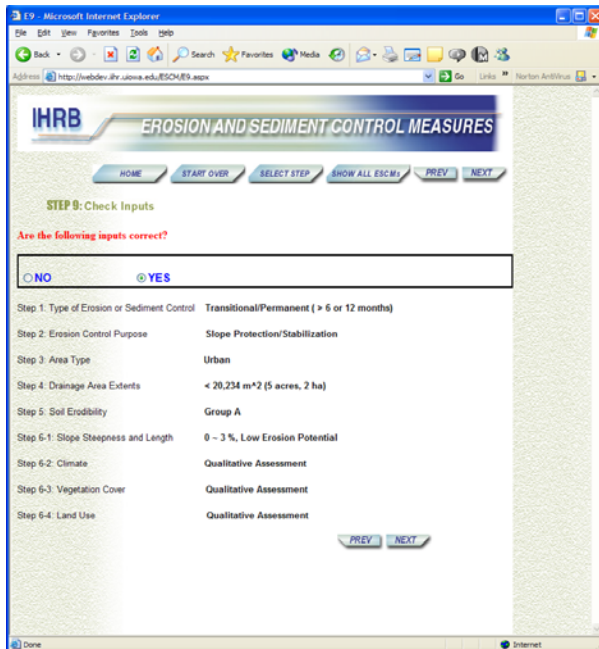 E9 - Microsoft Internet Explorer
File Edit View Favorites Tools Help
Back Search Favorites Media
Address http://webdev.ihr.uiowa.edu/ESCM/E9.aspx Go Links » Norton AntiVirus
IHRB EROSION AND SEDIMENT CONTROL MEASURES
HOME START OVER SELECT STEP SHOW ALL ESCMs PREV NEXT
STEP 9: Check Inputs
Are the following inputs correct?
NO YES
Step 1: Type of Erosion or Sediment Control Transitional/Permanent ( > 6 or 12 months)
Step 2: Erosion Control Purpose Slope Protection/Stabilization
Step 3: Area Type Urban
Step 4: Drainage Area Extents < 20,234 m^2 (5 acres, 2 ha)
Step 5: Soil Erodibility Group A
Step 6-1: Slope Steepness and Length 0 ~ 3 %, Low Erosion Potential
Step 6-2: Climate Qualitative Assessment
Step 6-3: Vegetation Cover Qualitative Assessment
Step 6-4: Land Use Qualitative Assessment
PREV NEXT
Done Internet